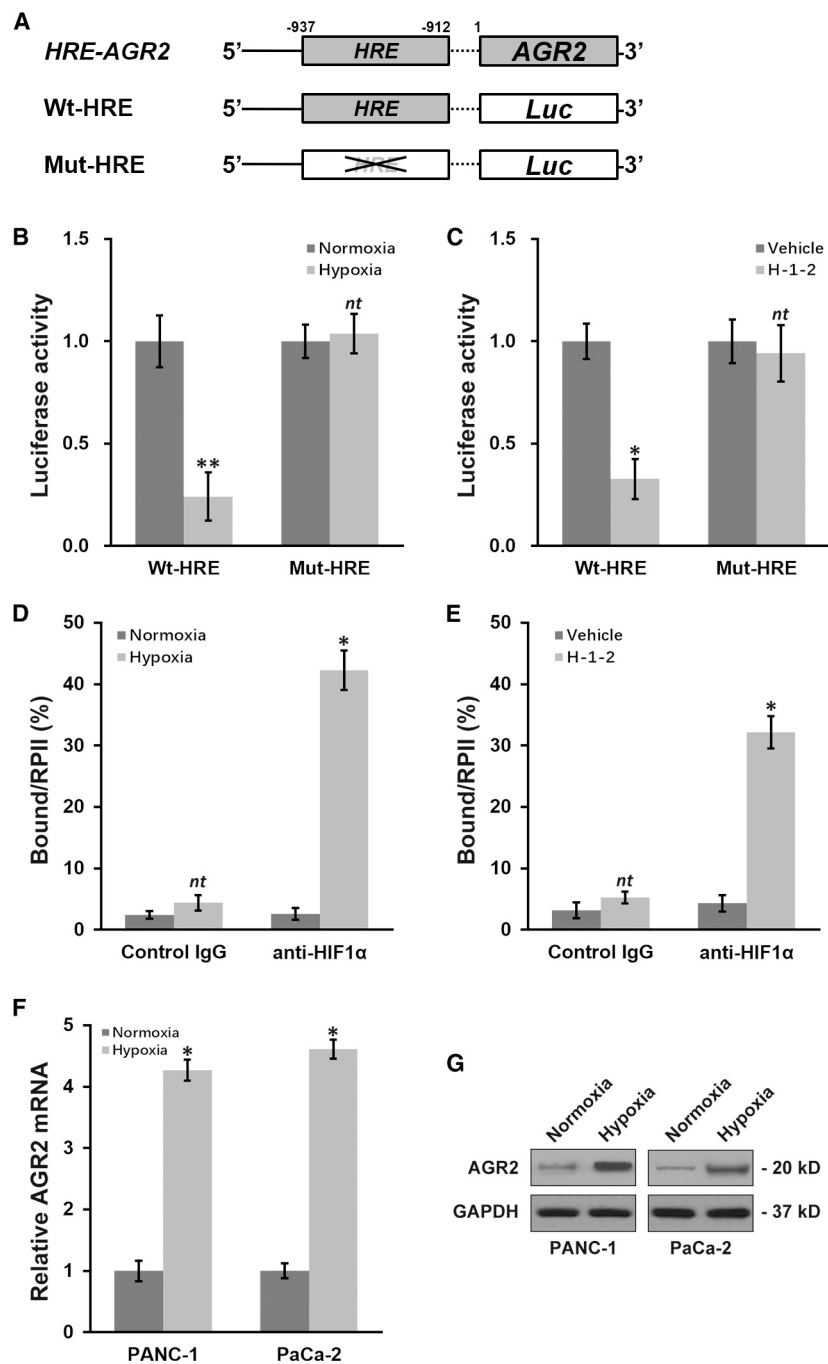 A
-937 -912 1
HRE-AGR2 5’ HRE AGR2 -3’
Wt-HRE 5’ HRE Luc -3’
Mut-HRE 5’ HRE Luc -3’
B
Luciferase activity
1.5
1.0
0.5
0.0
Normoxia
Hypoxia
**
nt
Wt-HRE Mut-HRE
C
Luciferase activity
1.5
1.0
0.5
0.0
Vehicle
H-1-2
*
nt
Wt-HRE Mut-HRE
D
Bound/RPII (%)
50
40
30
20
10
0
Normoxia
Hypoxia
nt
*
Control IgG anti-HIF1α
E
Bound/RPII (%)
50
40
30
20
10
0
Vehicle
H-1-2
nt
*
Control IgG anti-HIF1α
F
Relative AGR2 mRNA
5
4
3
2
1
0
Normoxia
Hypoxia
*
*
PANC-1 PaCa-2
G
Normoxia Hypoxia Normoxia Hypoxia
AGR2 - 20 kD
GAPDH - 37 kD
PANC-1 PaCa-2